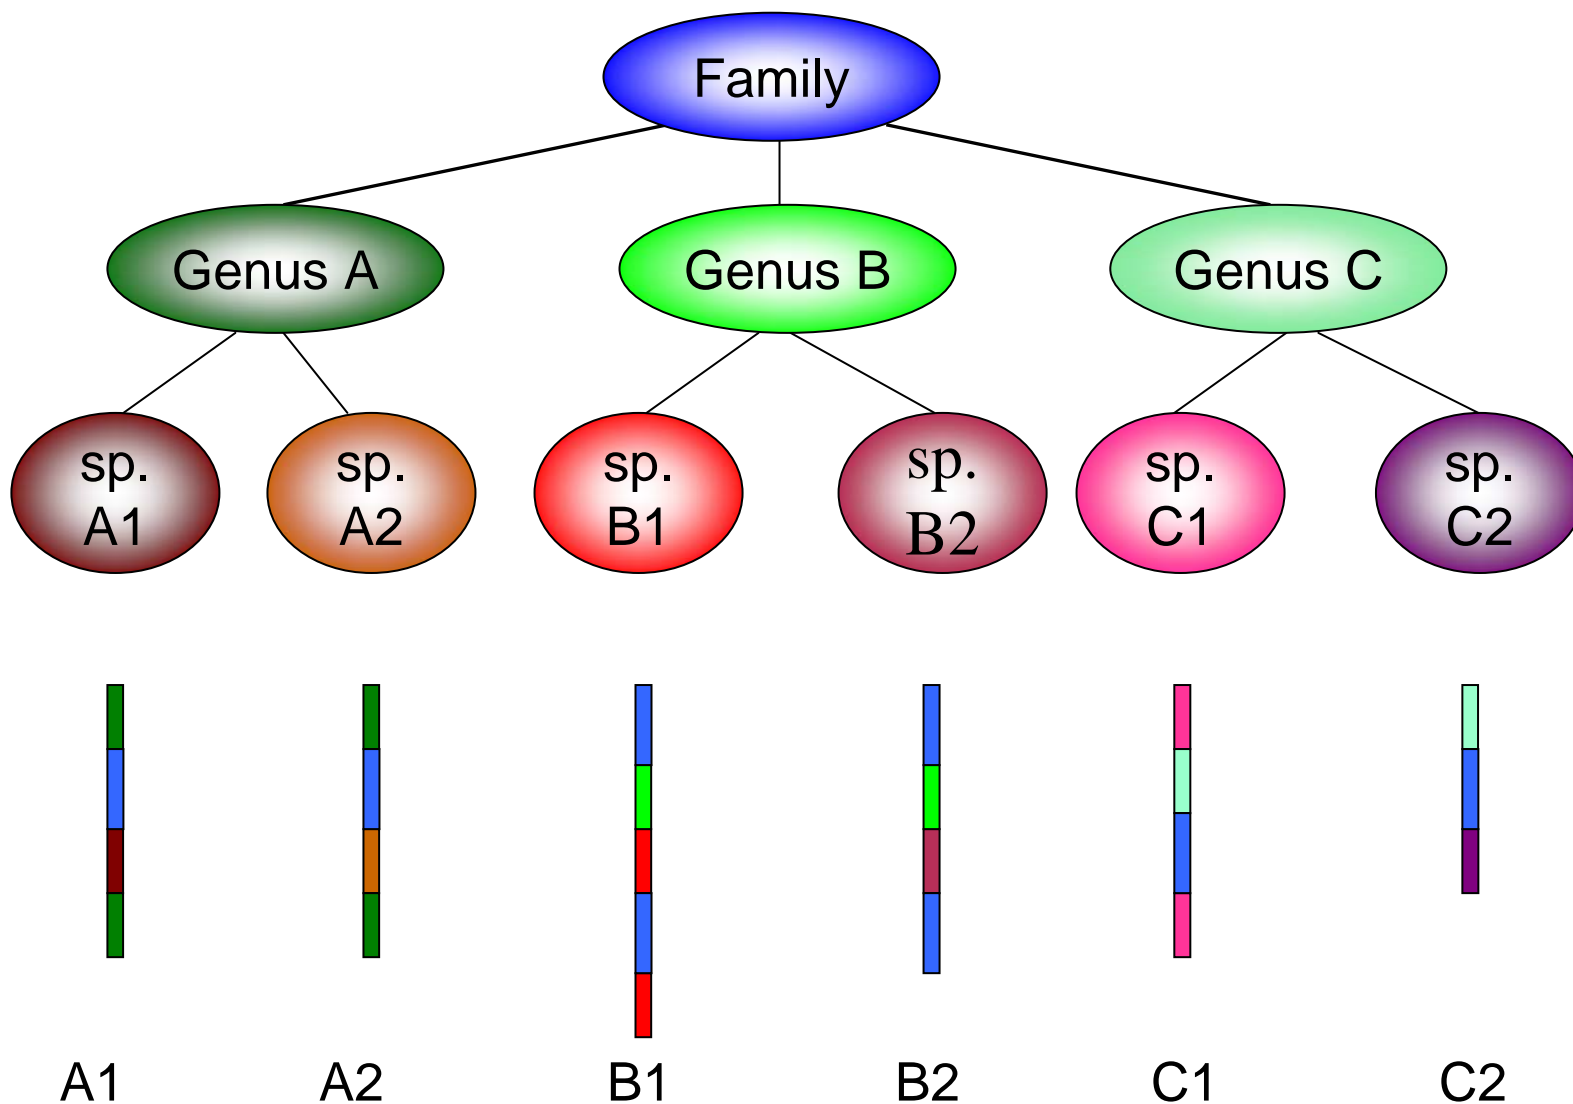 Family
Genus A
Genus B
Genus C
sp.
A1
sp.
A2
sp.
B1
sp.
B2
sp.
C1
sp.
C2
A1
A2
B1
B2
C1
C2